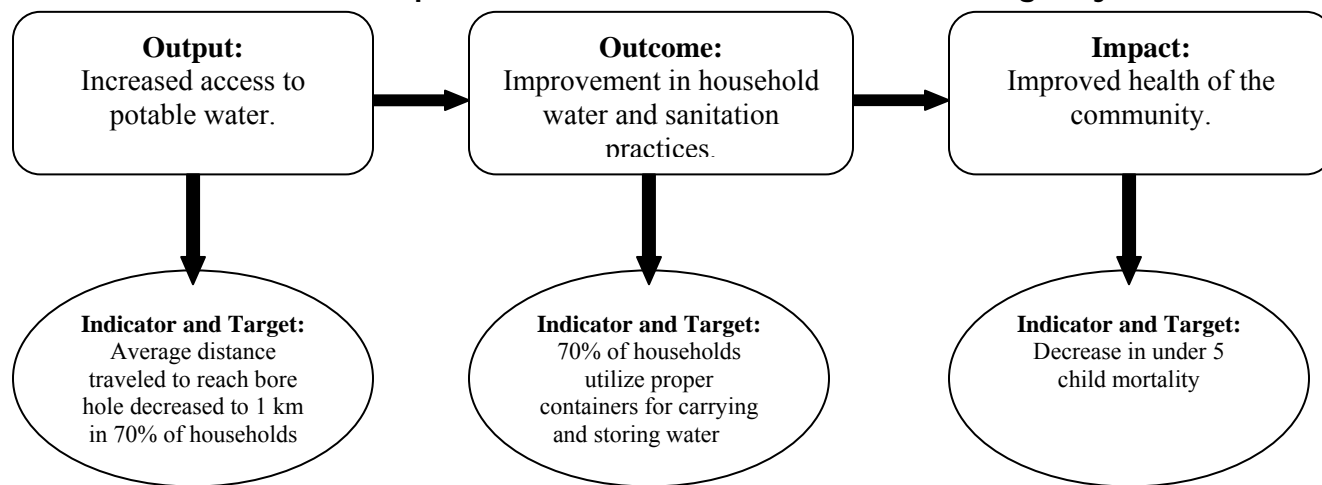 Output:
Increased access to
potable water.
Outcome:
Improvement in household
water and sanitation
practices.
Impact:
Improved health of the
community.
Indicator and Target:
Average distance
traveled to reach bore
hole decreased to 1 km
in 70% of households
Indicator and Target:
70% of households
utilize proper
containers for carrying
and storing water
Indicator and Target:
Decrease in under 5
child mortality